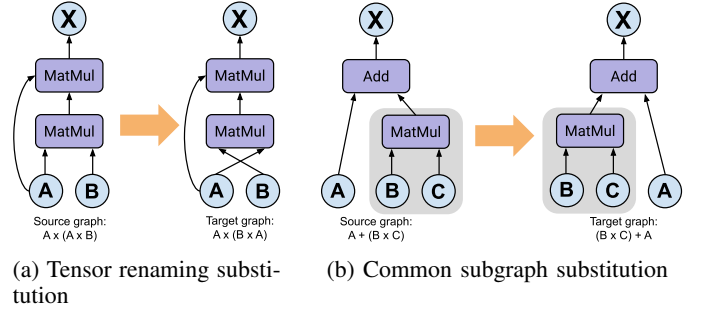 X
MatMul
MatMul
A
B
Source graph:
A x (A x B)
X
MatMul
MatMul
A
B
Target graph:
A x (B x A)
(a) Tensor renaming substi-
tution
X
Add
MatMul
A
B
C
Source graph:
A + (B x C)
X
Add
MatMul
B
C
A
Target graph:
(B x C) + A
(b) Common subgraph substitution